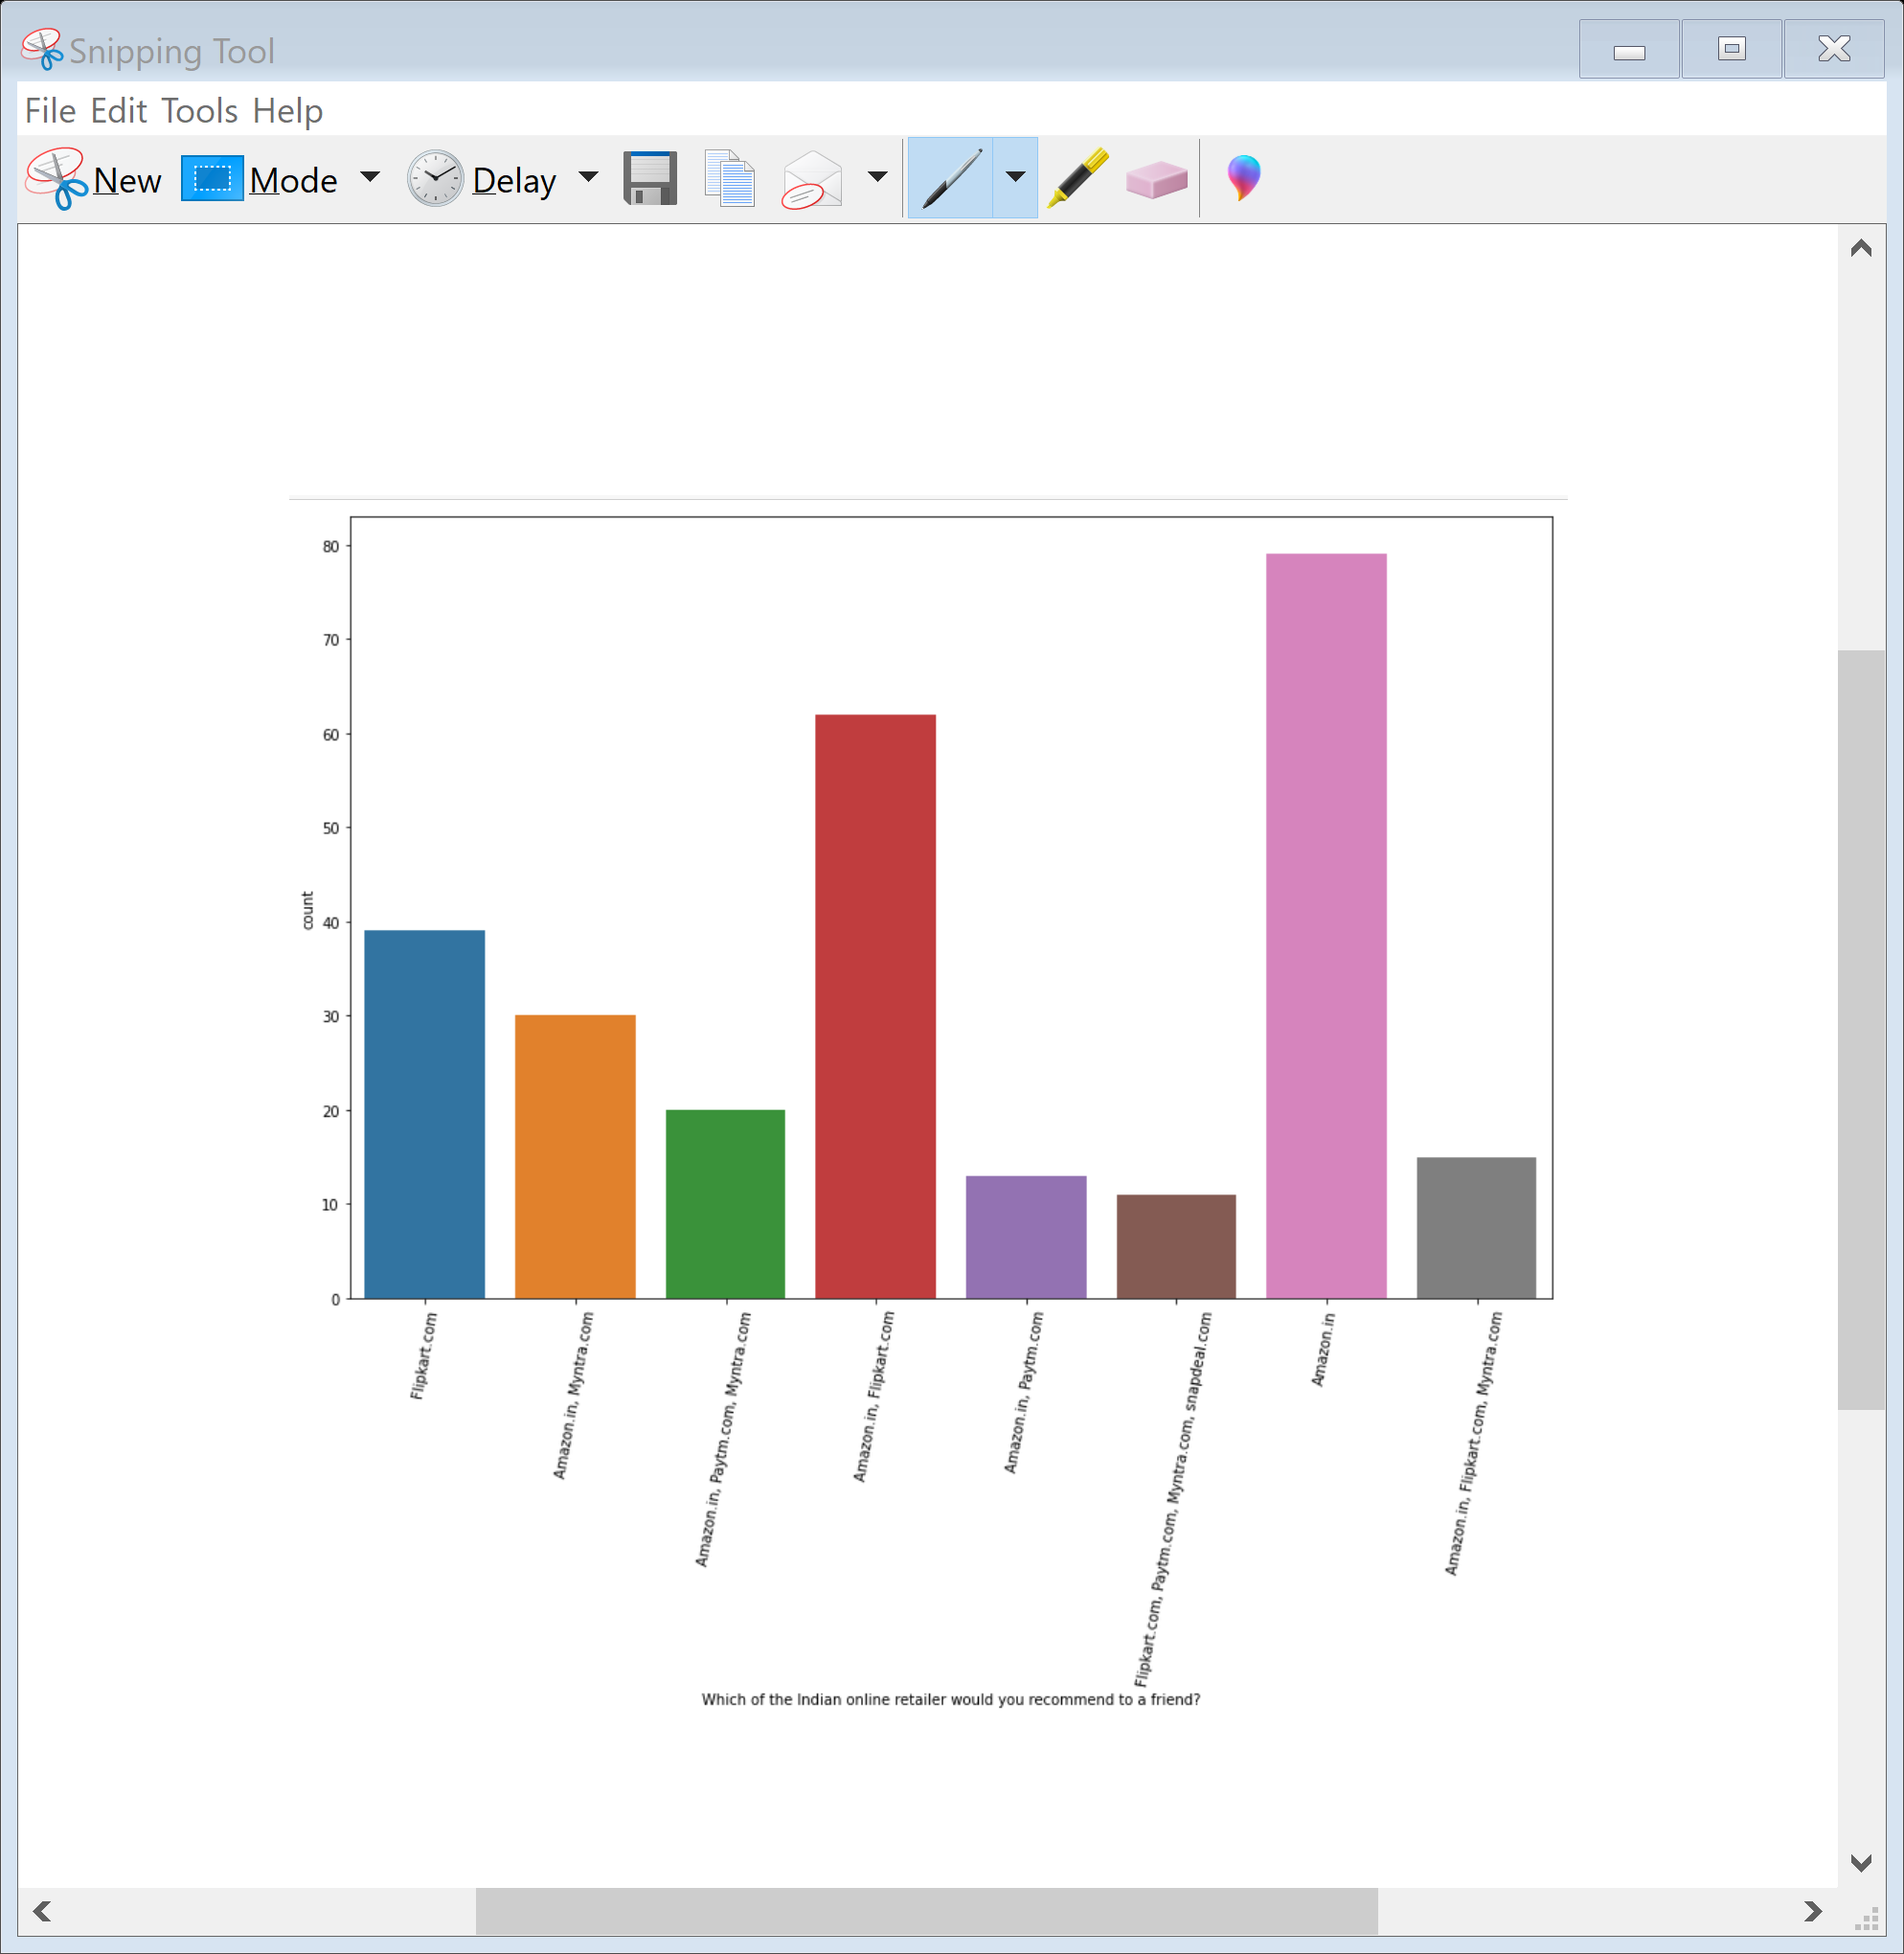 Snipping Tool
File Edit Tools Help
New Mode Delay
80
70
60
50
40
30
20
10
0
count
Flipkart.com
Amazon.in, Myntra.com
Amazon.in, Paytm.com, Myntra.com
Amazon.in, Flipkart.com
Amazon.in, Paytm.com
Flipkart.com, Paytm.com, Myntra.com, snapdeal.com
Amazon.in
Amazon.in, Flipkart.com, Myntra.com
Which of the Indian online retailer would you recommend to a friend?